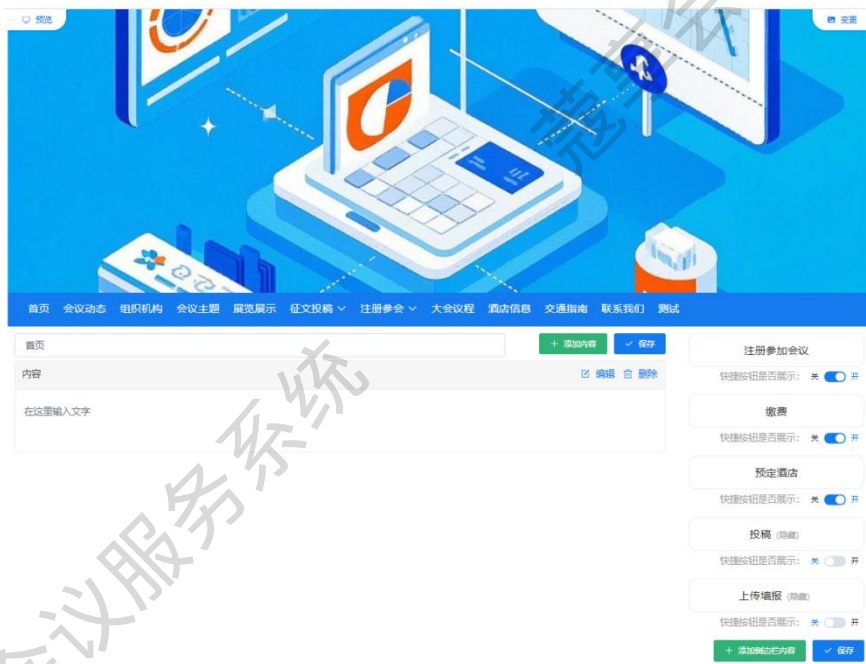 预览
变更
首页 会议动态 组织机构 会议主题 展览展示 征文投稿 注册参会 大会议程 酒店信息 交通指南 联系我们 测试
首页
+ 添加内容
保存
内容
编辑 删除
在这里输入文字
注册参加会议
快捷按钮是否展示: 关 开
缴费
快捷按钮是否展示: 关 开
预定酒店
快捷按钮是否展示: 关 开
投稿 (隐藏)
快捷按钮是否展示: 关 开
上传墙报 (隐藏)
快捷按钮是否展示: 关 开
+ 添加侧边栏内容
保存
会议服务系统